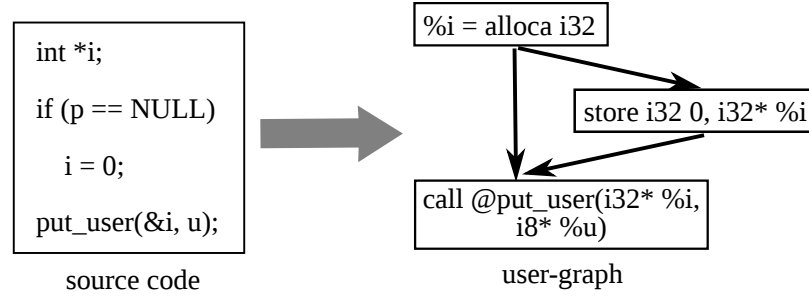 int *i;
if (p == NULL)
i = 0;
put_user(&i, u);
source code
%i = alloca i32
store i32 0, i32* %i
call @put_user(i32* %i,
i8* %u)
user-graph